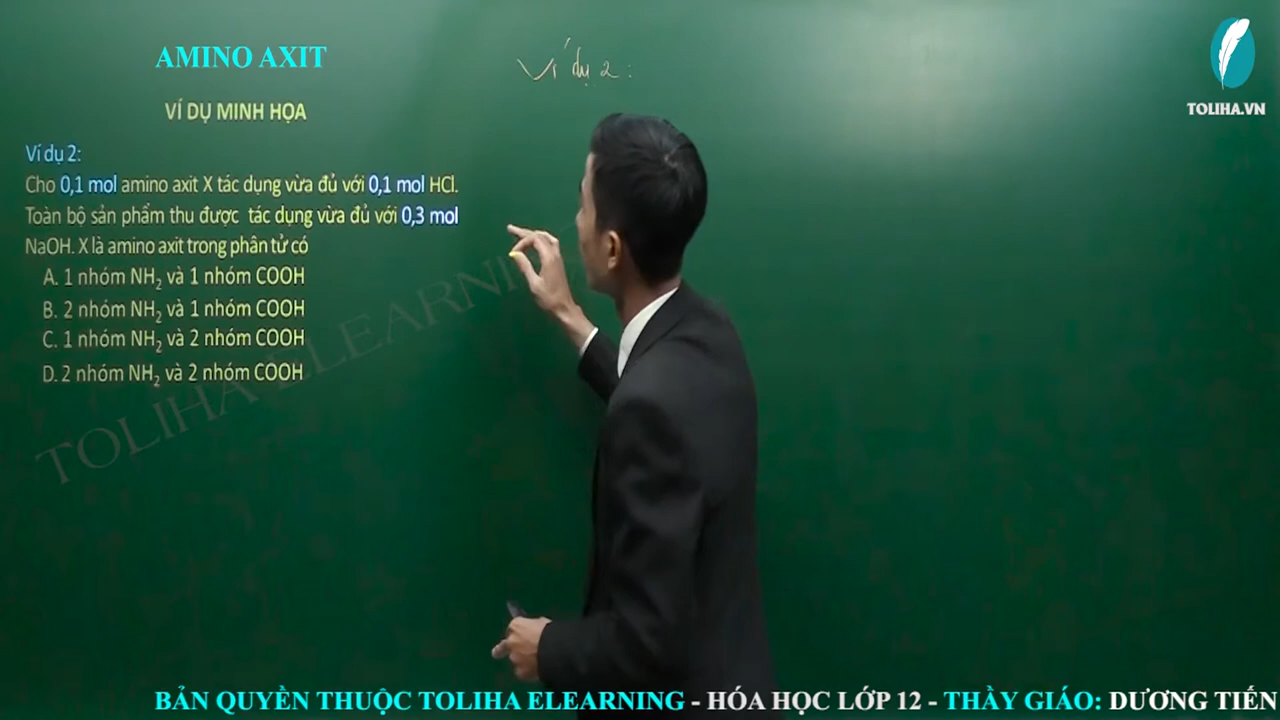 AMINO AXIT
Ví dụ 2:
TOLIHA.VN
VÍ DỤ MINH HỌA
Ví dụ 2:
Cho 0,1 mol amino axit X tác dụng vừa đủ với 0,1 mol HCl.
Toàn bộ sản phẩm thu được tác dụng vừa đủ với 0,3 mol
NaOH. X là amino axit trong phân tử có
A. 1 nhóm NH₂ và 1 nhóm COOH
B. 2 nhóm NH₂ và 1 nhóm COOH
C. 1 nhóm NH₂ và 2 nhóm COOH
D. 2 nhóm NH₂ và 2 nhóm COOH
TOLIHA ELEARNING
BẢN QUYỀN THUỘC TOLIHA ELEARNING - HÓA HỌC LỚP 12 - THẦY GIÁO: DƯƠNG TIẾN